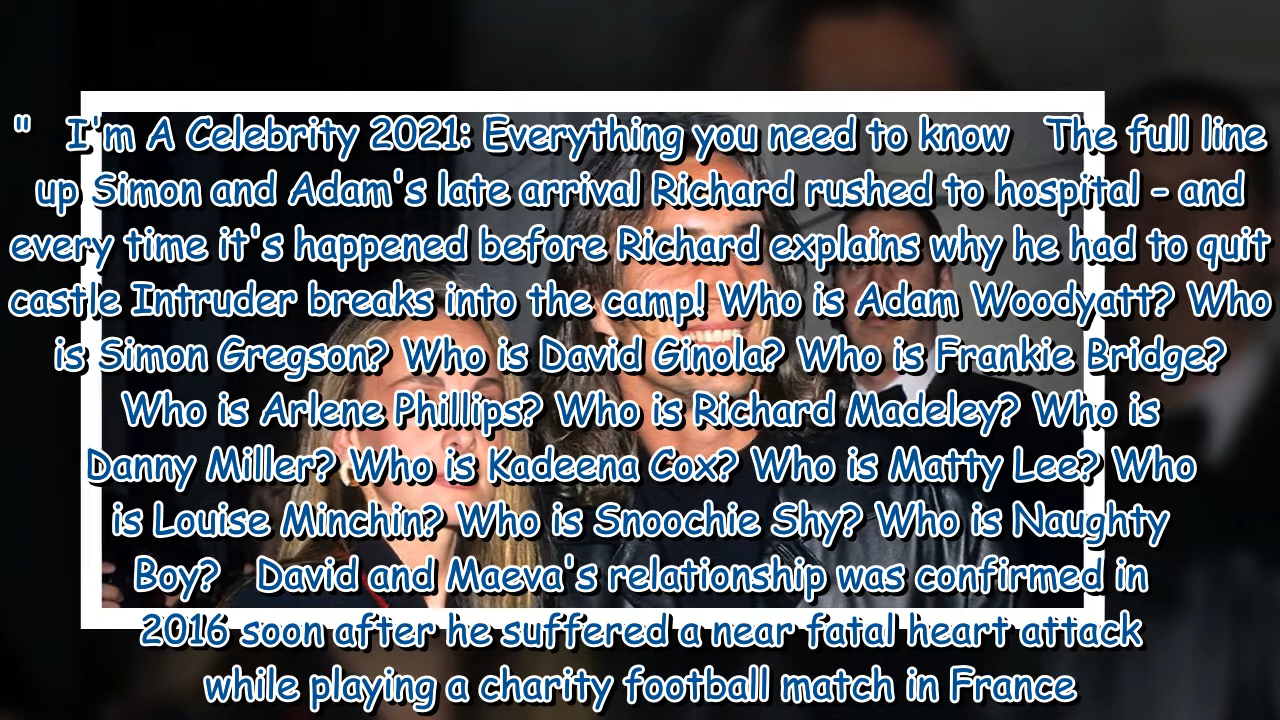 "   I'm A Celebrity 2021: Everything you need to know   The full line
up Simon and Adam's late arrival Richard rushed to hospital - and
every time it's happened before Richard explains why he had to quit
castle Intruder breaks into the camp! Who is Adam Woodyatt? Who
is Simon Gregson? Who is David Ginola? Who is Frankie Bridge?
Who is Arlene Phillips? Who is Richard Madeley? Who is
Danny Miller? Who is Kadeena Cox? Who is Matty Lee? Who
is Louise Minchin? Who is Snoochie Shy? Who is Naughty
Boy?   David and Maeva's relationship was confirmed in
2016 soon after he suffered a near fatal heart attack
while playing a charity football match in France